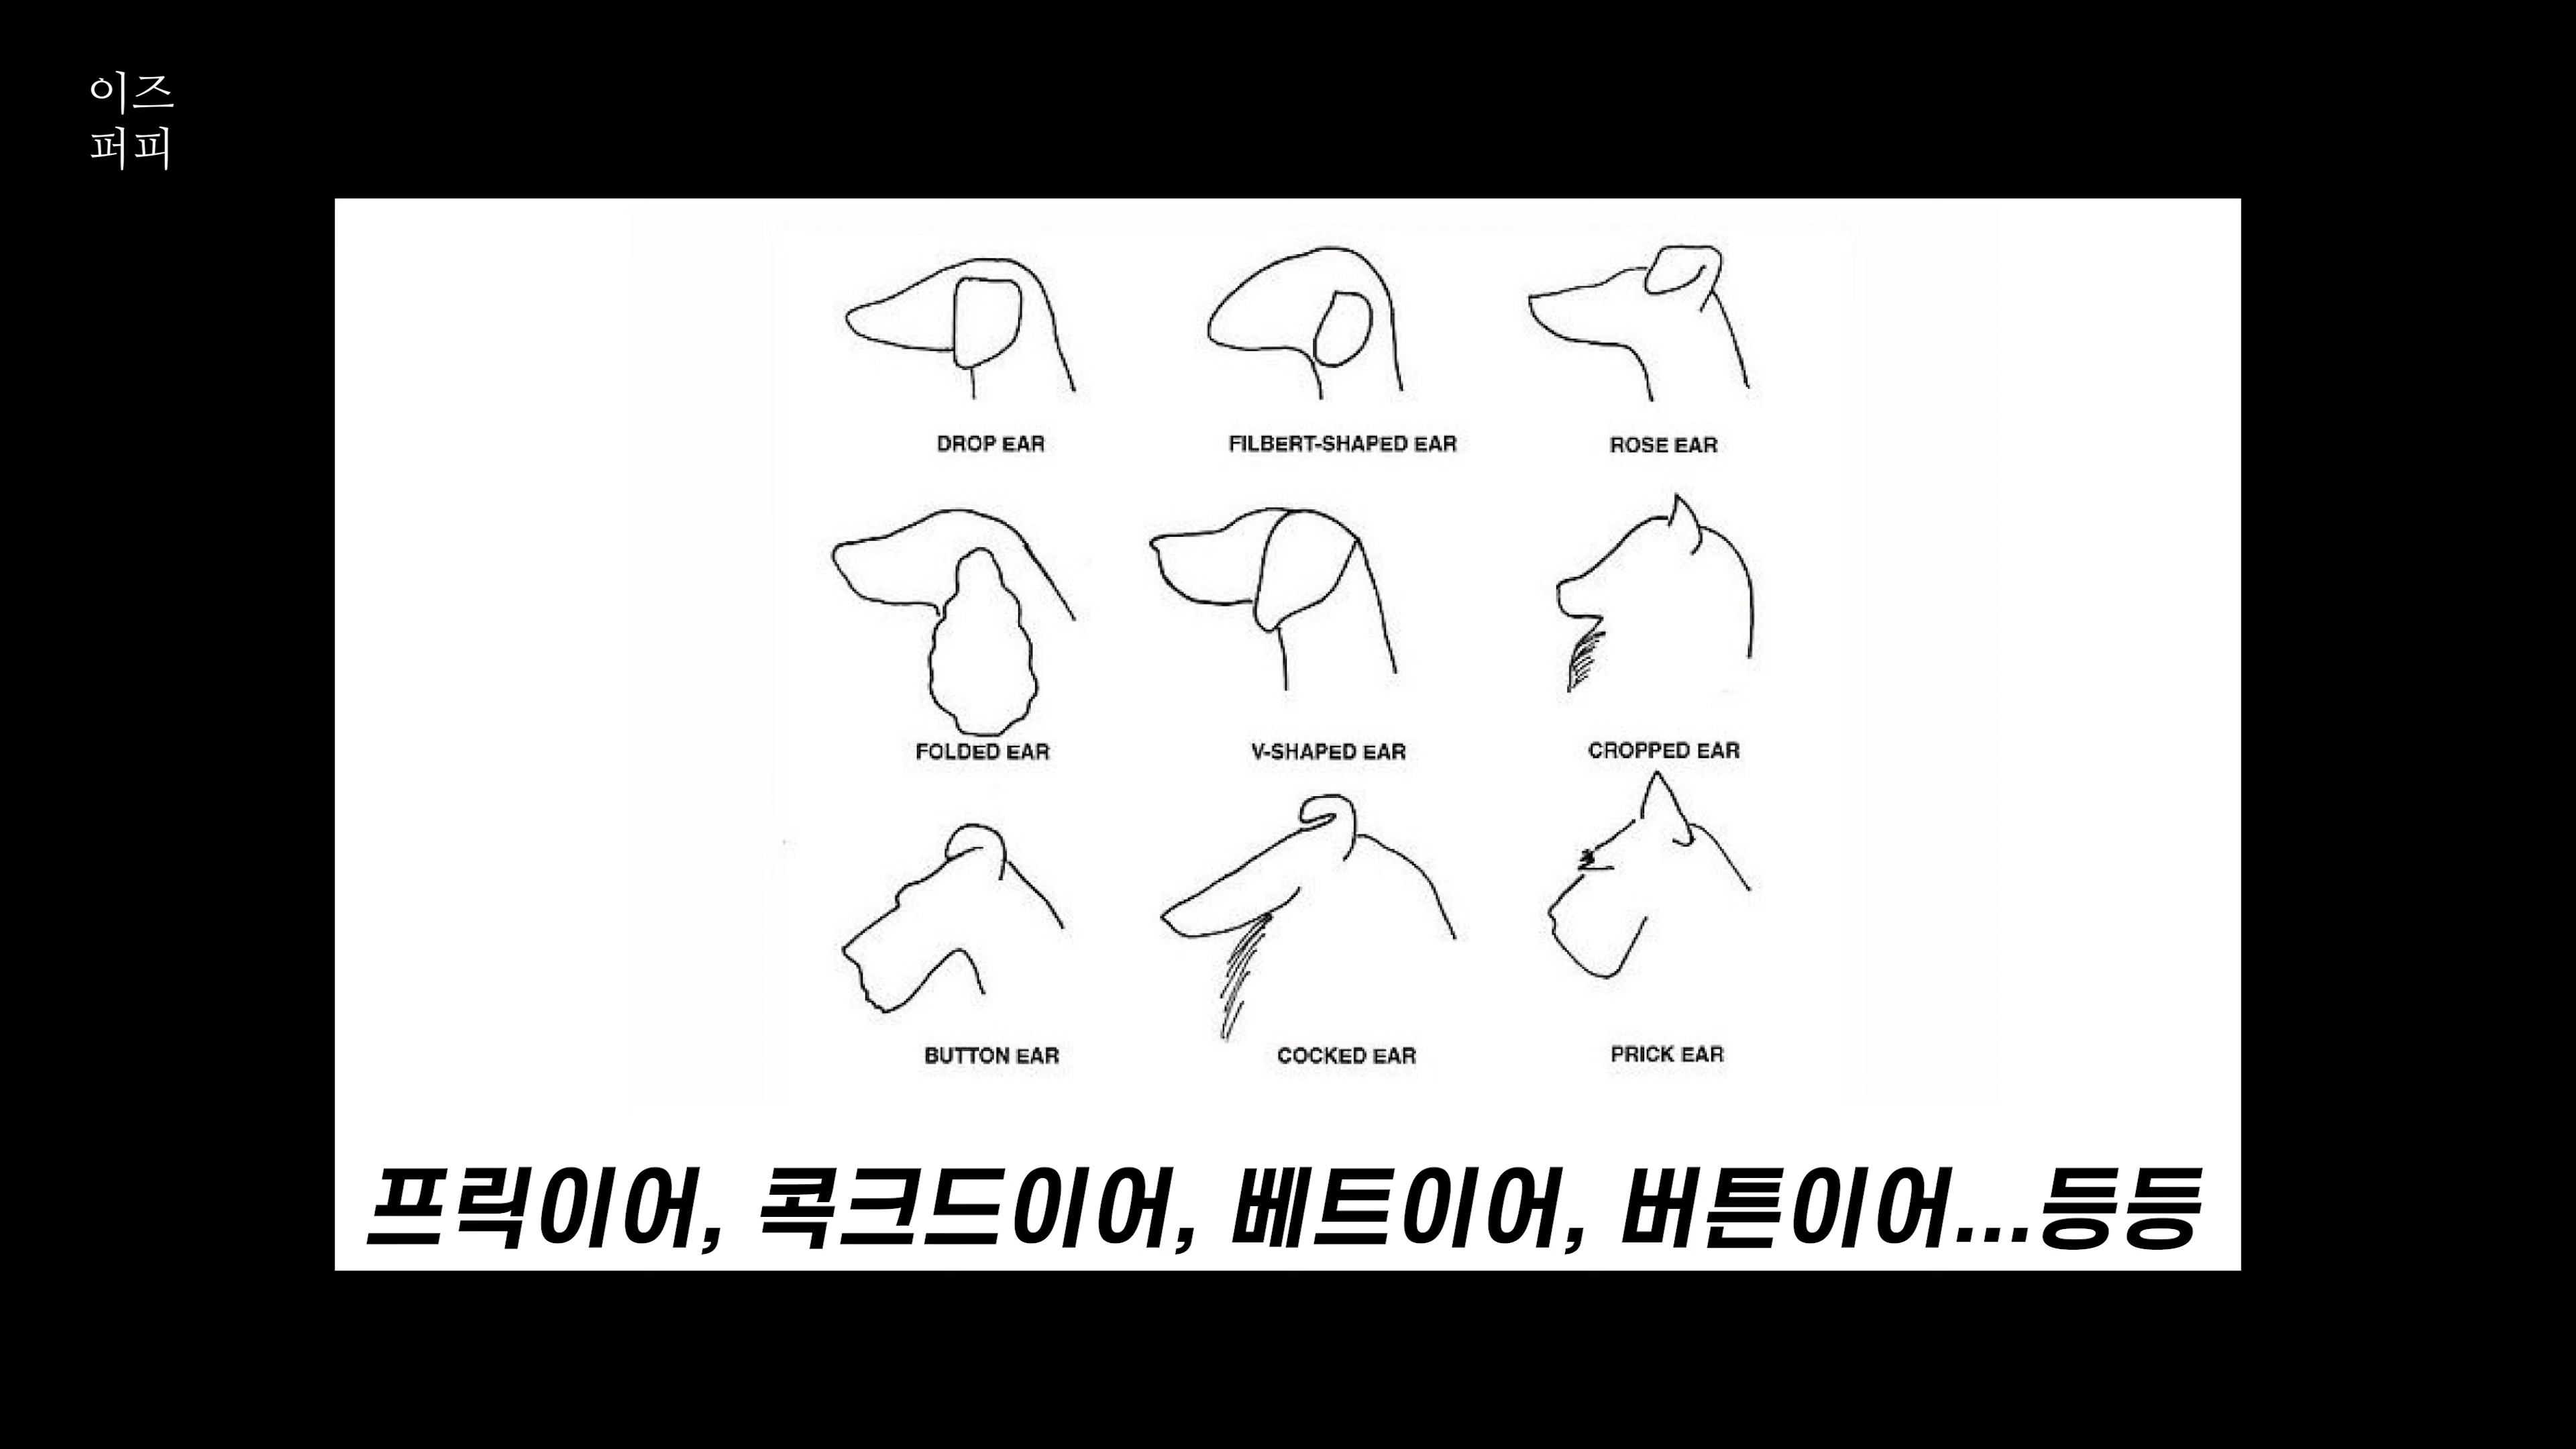 이즈
퍼피
DROP EAR
FILBERT-SHAPED EAR
ROSE EAR
FOLDED EAR
V-SHAPED EAR
CROPPED EAR
BUTTON EAR
COCKED EAR
PRICK EAR
프릭이어, 콕크드이어, 베트이어, 버튼이어...등등